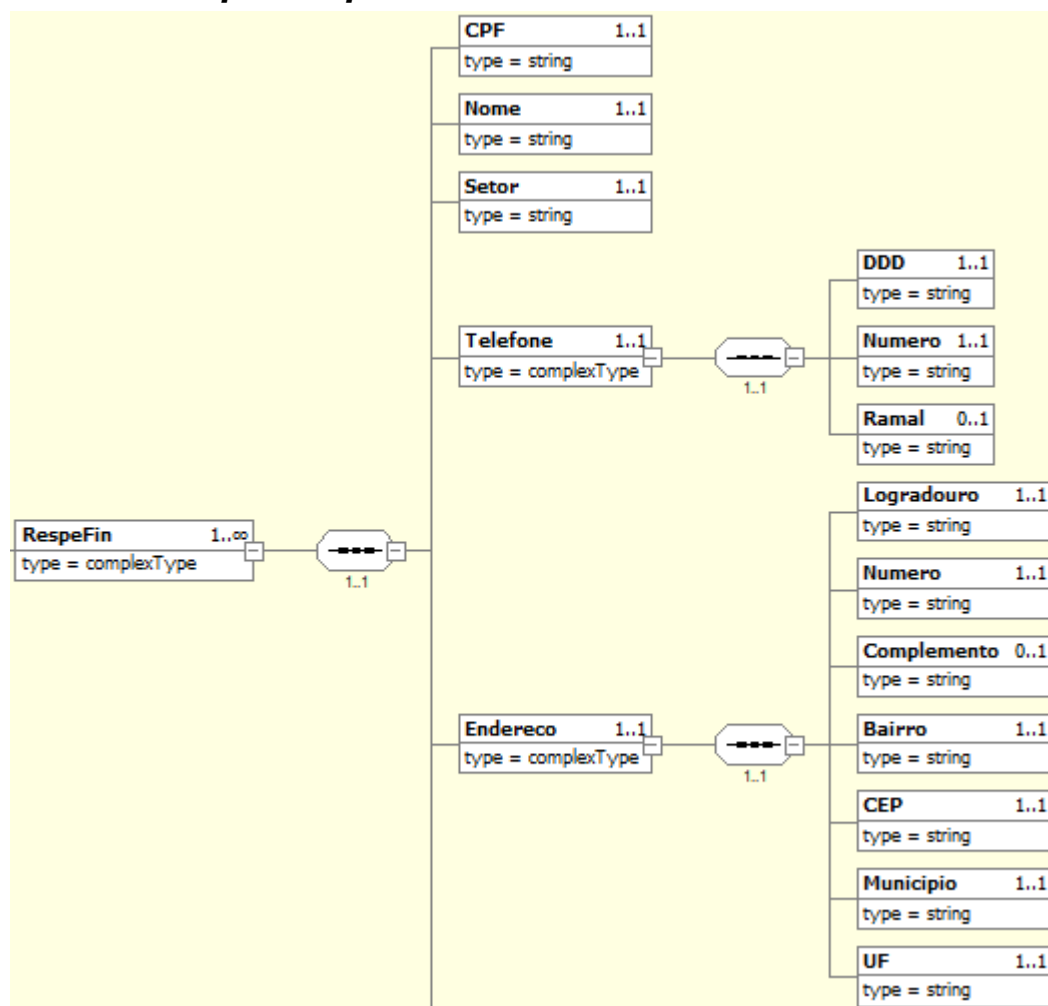 CPF 1..1
type = string
Nome 1..1
type = string
Setor 1..1
type = string
Telefone 1..1
type = complexType
1..1
DDD 1..1
type = string
Numero 1..1
type = string
Ramal 0..1
type = string
RespeFin 1..∞
type = complexType
1..1
Endereco 1..1
type = complexType
1..1
Logradouro 1..1
type = string
Numero 1..1
type = string
Complemento 0..1
type = string
Bairro 1..1
type = string
CEP 1..1
type = string
Municipio 1..1
type = string
UF 1..1
type = string